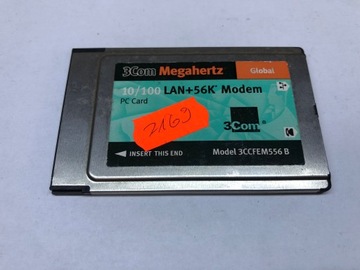 3Com Megahertz
Global
10/100 LAN+56K* Modem
PC Card
2169
3Com
INSERT THIS END
Model 3CCFEM556 B